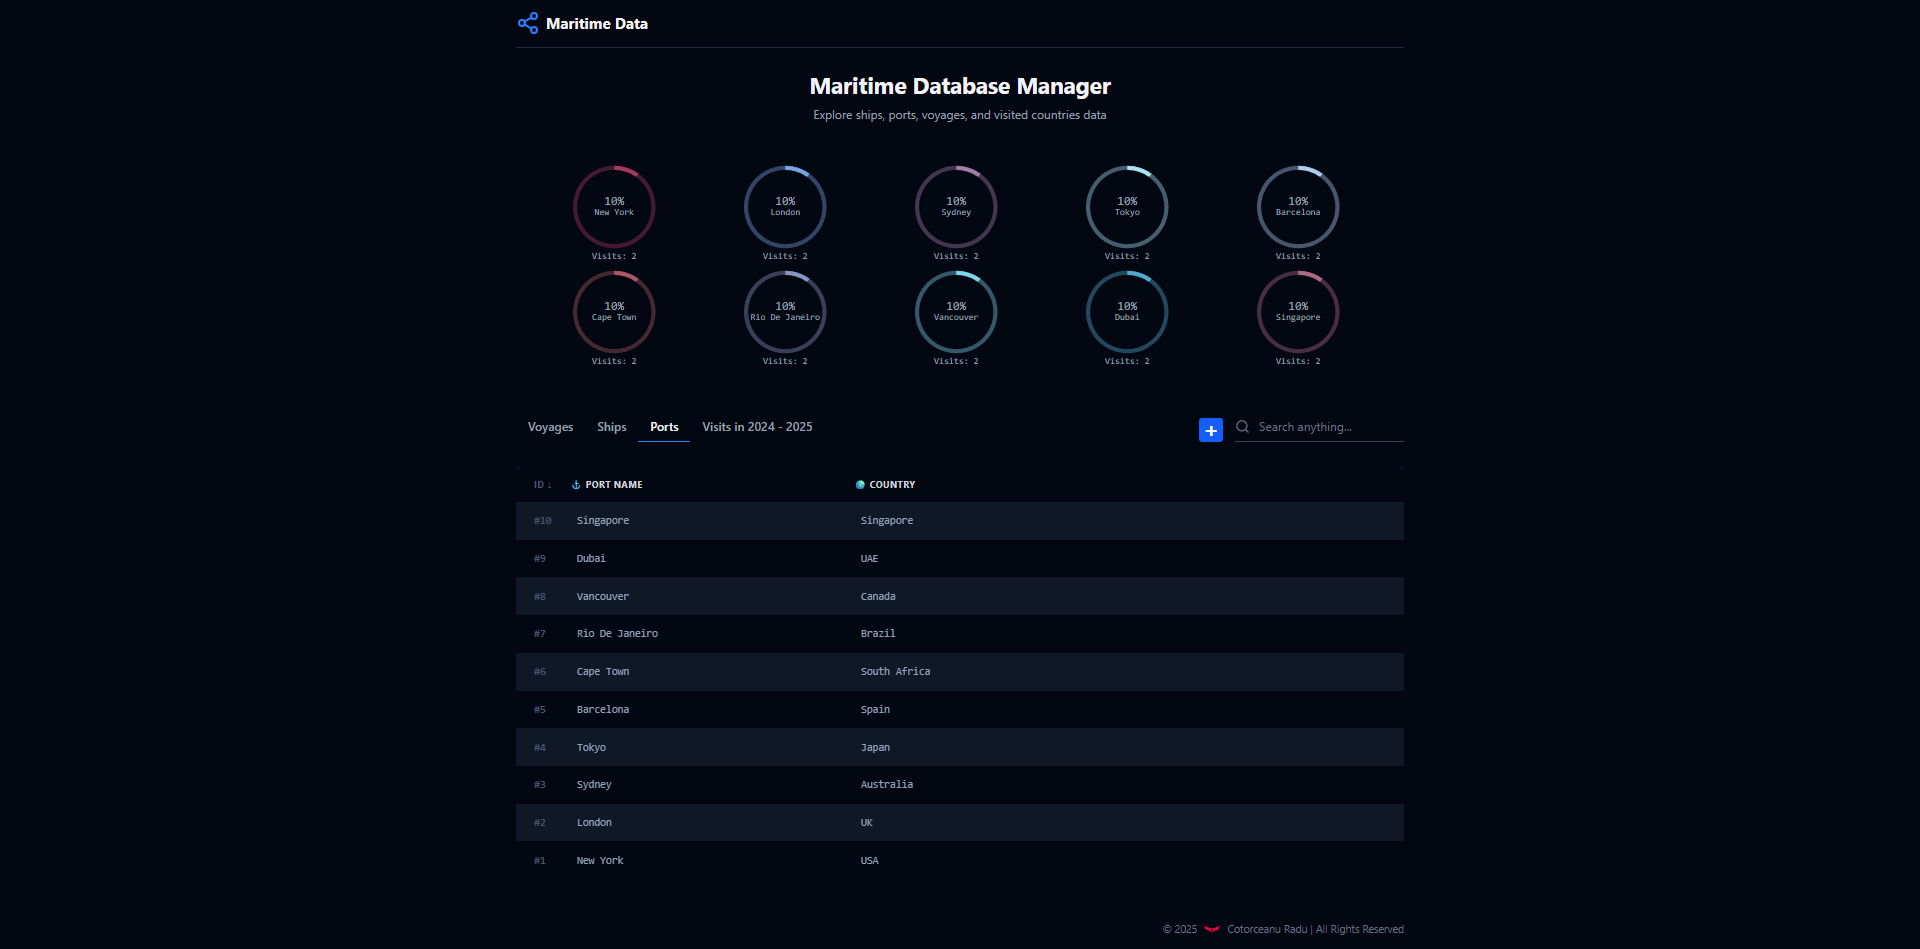 Maritime Data
Maritime Database Manager
Explore ships, ports, voyages, and visited countries data
10% 10% 10% 10% 10%
New York London Sydney Tokyo Barcelona
Visits: 2 Visits: 2 Visits: 2 Visits: 2 Visits: 2
10% 10% 10% 10% 10%
Cape Town Rio De Janeiro Vancouver Dubai Singapore
Visits: 2 Visits: 2 Visits: 2 Visits: 2 Visits: 2
Voyages Ships Ports Visits in 2024 - 2025 + Search anything...
ID ↓ PORT NAME COUNTRY
#10 Singapore Singapore
#9 Dubai UAE
#8 Vancouver Canada
#7 Rio De Janeiro Brazil
#6 Cape Town South Africa
#5 Barcelona Spain
#4 Tokyo Japan
#3 Sydney Australia
#2 London UK
#1 New York USA
© 2025 Cotorceanu Radu | All Rights Reserved